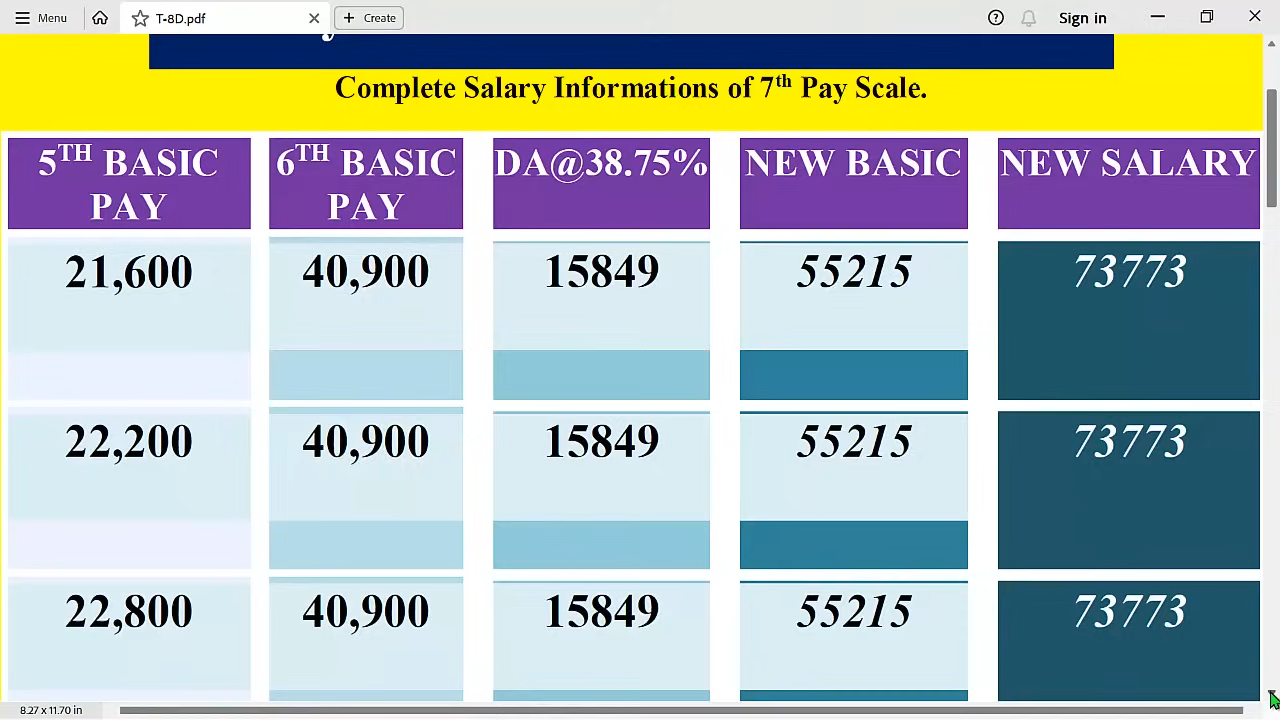 Menu
T-8D.pdf
Create
Sign in
Complete Salary Informations of 7th Pay Scale.
5TH BASIC PAY
6TH BASIC PAY
DA@38.75%
NEW BASIC
NEW SALARY
21,600 40,900 15849 55215 73773
22,200 40,900 15849 55215 73773
22,800 40,900 15849 55215 73773
8.27 x 11.70 in